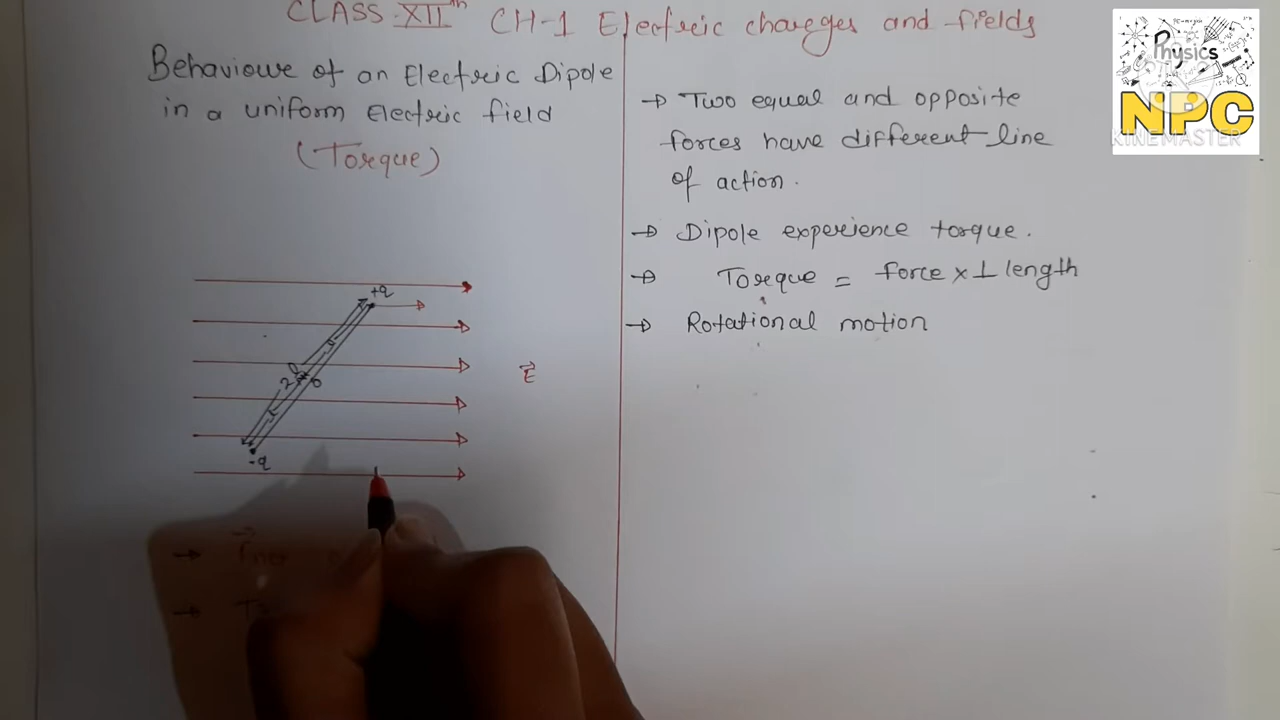 CLASS XIIth CH-1 Electric charges and fields
Behaviour of an Electric Dipole
in a uniform Electric field
(Torque)
+q
2l
o
-q
E
→ Two equal and opposite
forces have different line
of action.
→ Dipole experience torque.
→ Torque = force × ⊥ length
→ Rotational motion
Physics
NPC
KINEMASTER